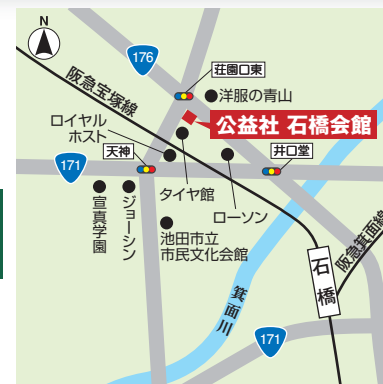 N
176
荘園口東
阪急宝塚線
洋服の青山
公益社 石橋会館
ロイヤル
ホスト
天神
井口堂
171
タイヤ館
ローソン
宣真学園
ジョーシン
池田市立
市民文化会館
石橋
阪急箕面線
箕面川
171